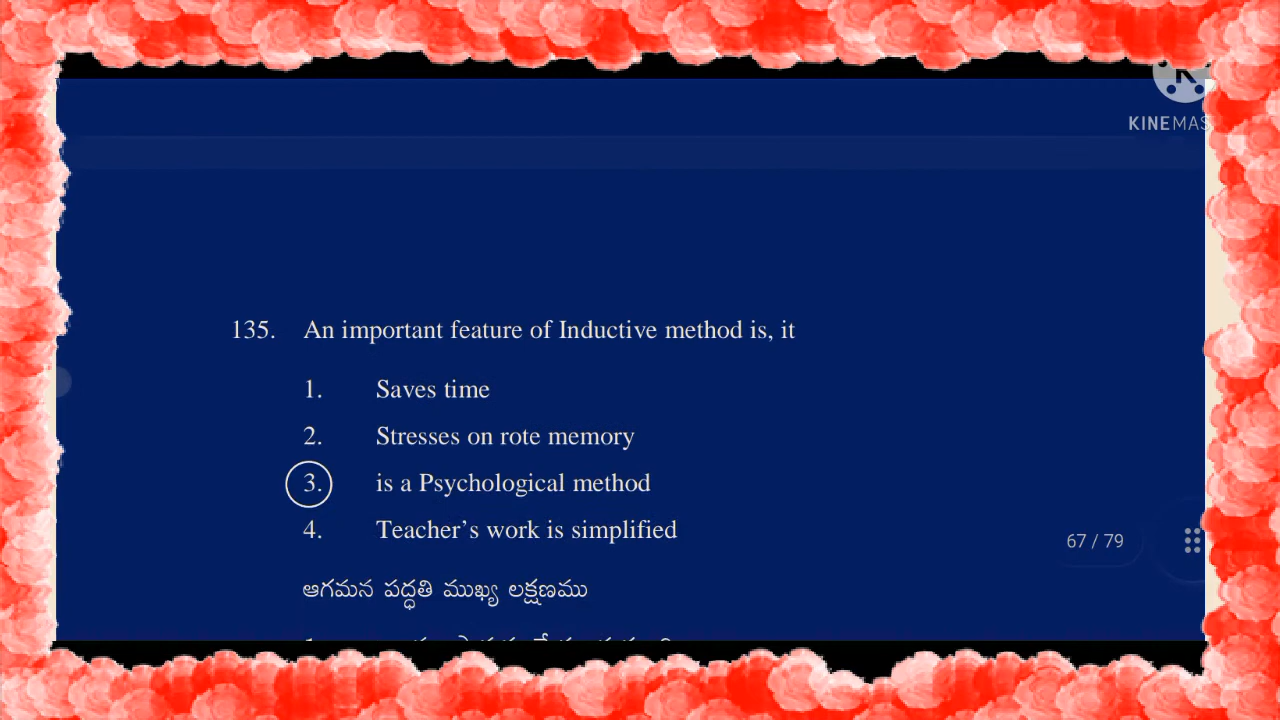 KINEMAS
135. An important feature of Inductive method is, it
1. Saves time
2. Stresses on rote memory
3. is a Psychological method
4. Teacher's work is simplified
67 / 79
ఆగమన పద్ధతి ముఖ్య లక్షణము